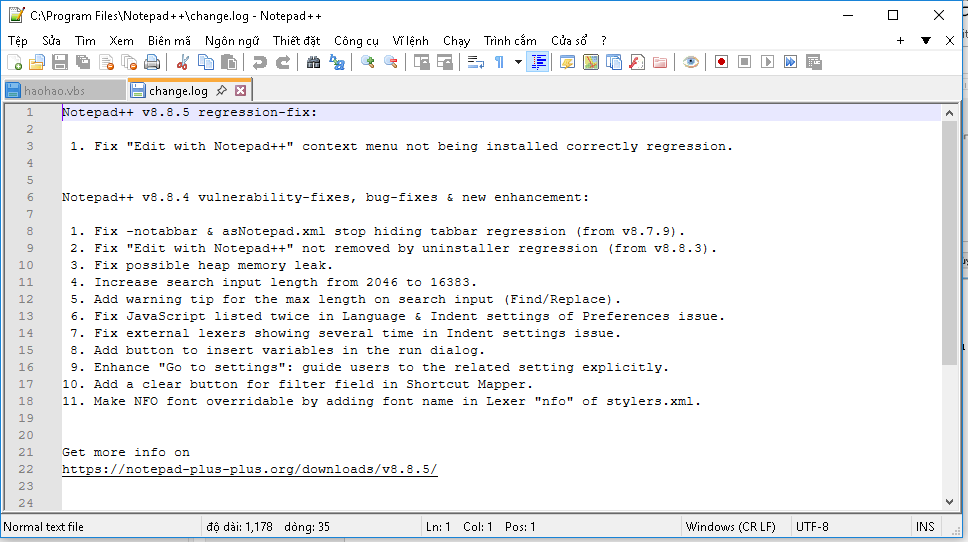 C:\Program Files\Notepad++\change.log - Notepad++
Tệp Sửa Tìm Xem Biên mã Ngôn ngữ Thiết đặt Công cụ Vĩ lệnh Chạy Trình cắm Cửa sổ ?
haohao.vbs change.log
1 Notepad++ v8.8.5 regression-fix:
2
3 1. Fix "Edit with Notepad++" context menu not being installed correctly regression.
4
5
6 Notepad++ v8.8.4 vulnerability-fixes, bug-fixes & new enhancement:
7
8 1. Fix -notabbar & asNotepad.xml stop hiding tabbar regression (from v8.7.9).
9 2. Fix "Edit with Notepad++" not removed by uninstaller regression (from v8.8.3).
10 3. Fix possible heap memory leak.
11 4. Increase search input length from 2046 to 16383.
12 5. Add warning tip for the max length on search input (Find/Replace).
13 6. Fix JavaScript listed twice in Language & Indent settings of Preferences issue.
14 7. Fix external lexers showing several time in Indent settings issue.
15 8. Add button to insert variables in the run dialog.
16 9. Enhance "Go to settings": guide users to the related setting explicitly.
17 10. Add a clear button for filter field in Shortcut Mapper.
18 11. Make NFO font overridable by adding font name in Lexer "nfo" of stylers.xml.
19
20
21 Get more info on
22 https://notepad-plus-plus.org/downloads/v8.8.5/
23
24
Normal text file độ dài: 1,178 dòng: 35 Ln: 1 Col: 1 Pos: 1 Windows (CR LF) UTF-8 INS